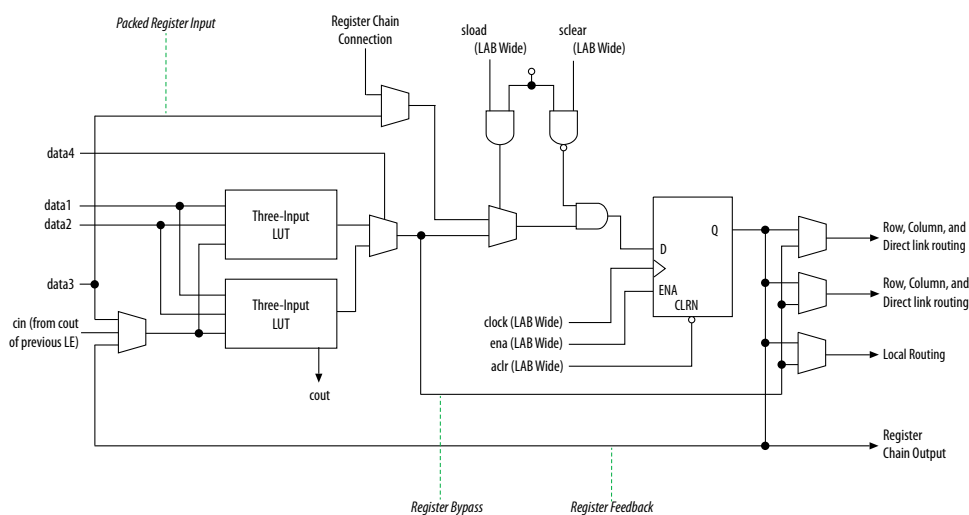 Packed Register Input
Register Chain
Connection
sload
(LAB Wide)
sclear
(LAB Wide)
data4
data1
data2
data3
cin (from cout
of previous LE)
Three-Input
LUT
Three-Input
LUT
cout
D
Q
ENA
CLRN
clock (LAB Wide)
ena (LAB Wide)
aclr (LAB Wide)
Row, Column, and
Direct link routing
Row, Column, and
Direct link routing
Local Routing
Register
Chain Output
Register Bypass
Register Feedback